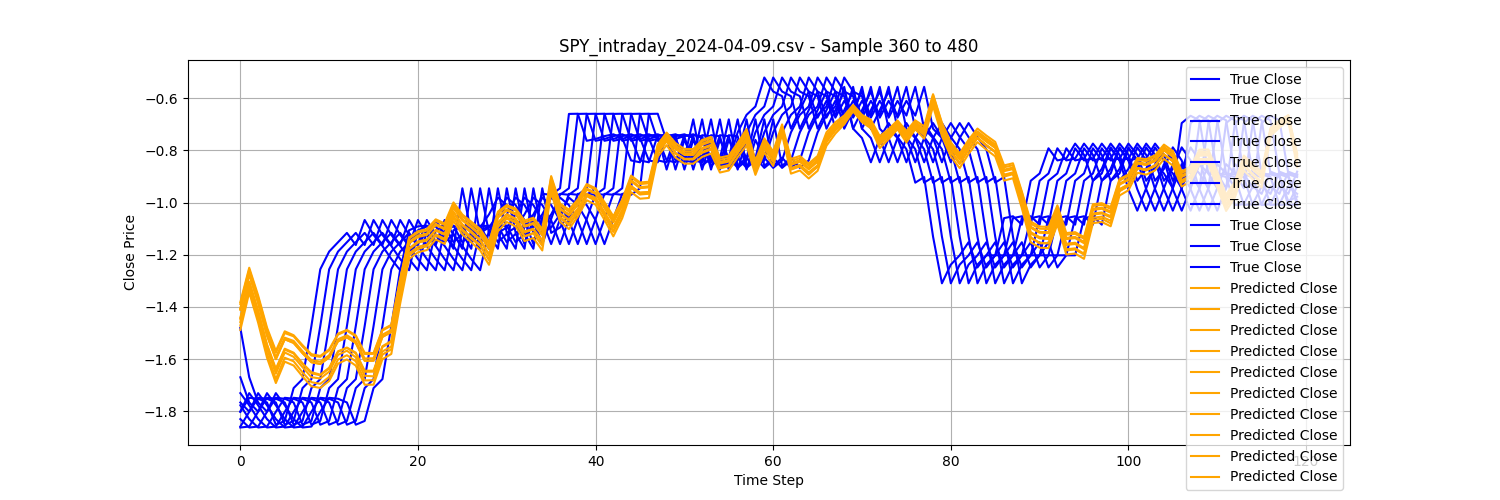 SPY_intraday_2024-04-09.csv - Sample 360 to 480
Close Price
−0.6
−0.8
−1.0
−1.2
−1.4
−1.6
−1.8
0
20
40
60
80
100
120
Time Step
True Close
True Close
True Close
True Close
True Close
True Close
True Close
True Close
True Close
True Close
Predicted Close
Predicted Close
Predicted Close
Predicted Close
Predicted Close
Predicted Close
Predicted Close
Predicted Close
Predicted Close
Predicted Close